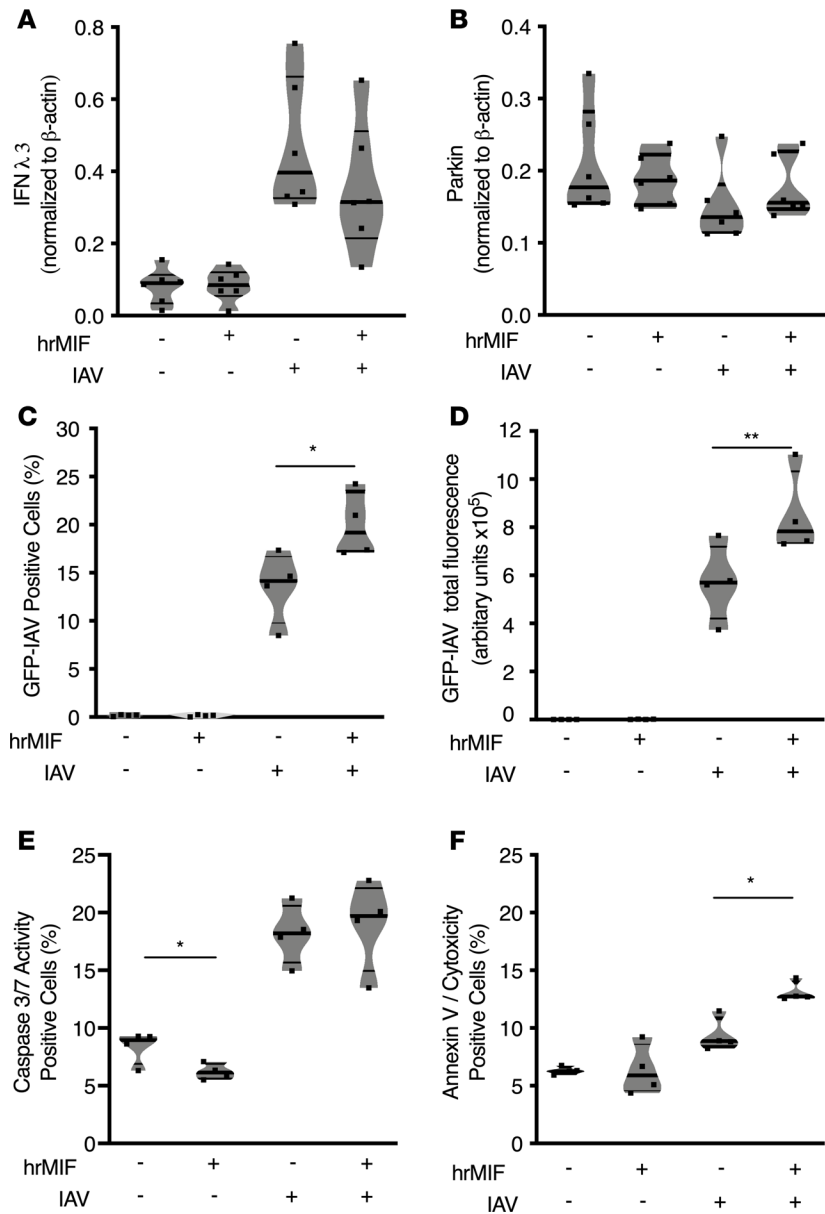 A
IFN λ 3
(normalized to β-actin)
0.8
0.6
0.4
0.2
0.0
hrMIF - + - +
IAV - - + +
B
Parkin
(normalized to β-actin)
0.4
0.3
0.2
0.1
0.0
hrMIF - + - +
IAV - - + +
C
GFP-IAV Positive Cells (%)
30
25
20
15
10
5
0
*
hrMIF - + - +
IAV - - + +
D
GFP-IAV total fluorescence
(arbitary units x10⁵)
12
10
8
6
4
2
0
**
hrMIF - + - +
IAV - - + +
E
Caspase 3/7 Activity
Positive Cells (%)
25
20
15
10
5
0
*
hrMIF - + - +
IAV - - + +
F
Annexin V / Cytoxicity
Positive Cells (%)
25
20
15
10
5
0
*
hrMIF - + - +
IAV - - + +